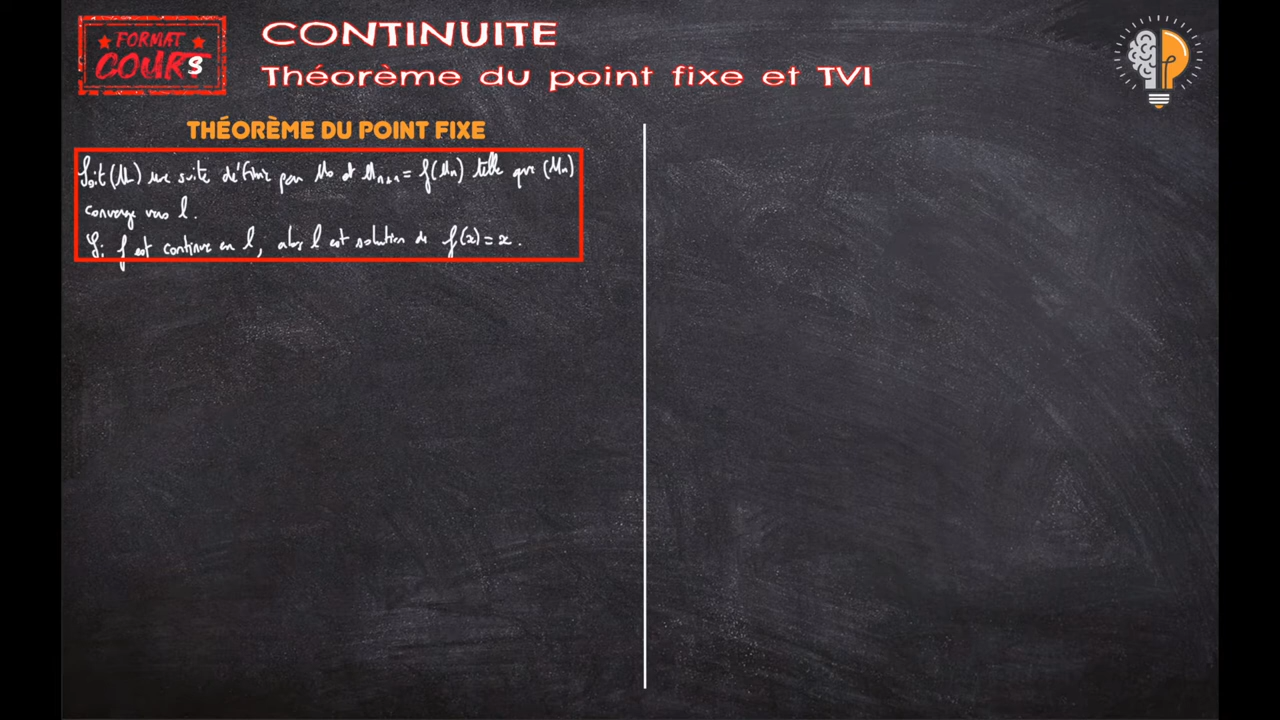 FORMAT
COURS
CONTINUITE
Théorème du point fixe et TVI
THÉORÈME DU POINT FIXE
Soit (Un) une suite définie par U0 et Un+1 = f(Un) telle que (Un)
converge vers l.
Si f est continue en l, alors l est solution de f(x) = x.